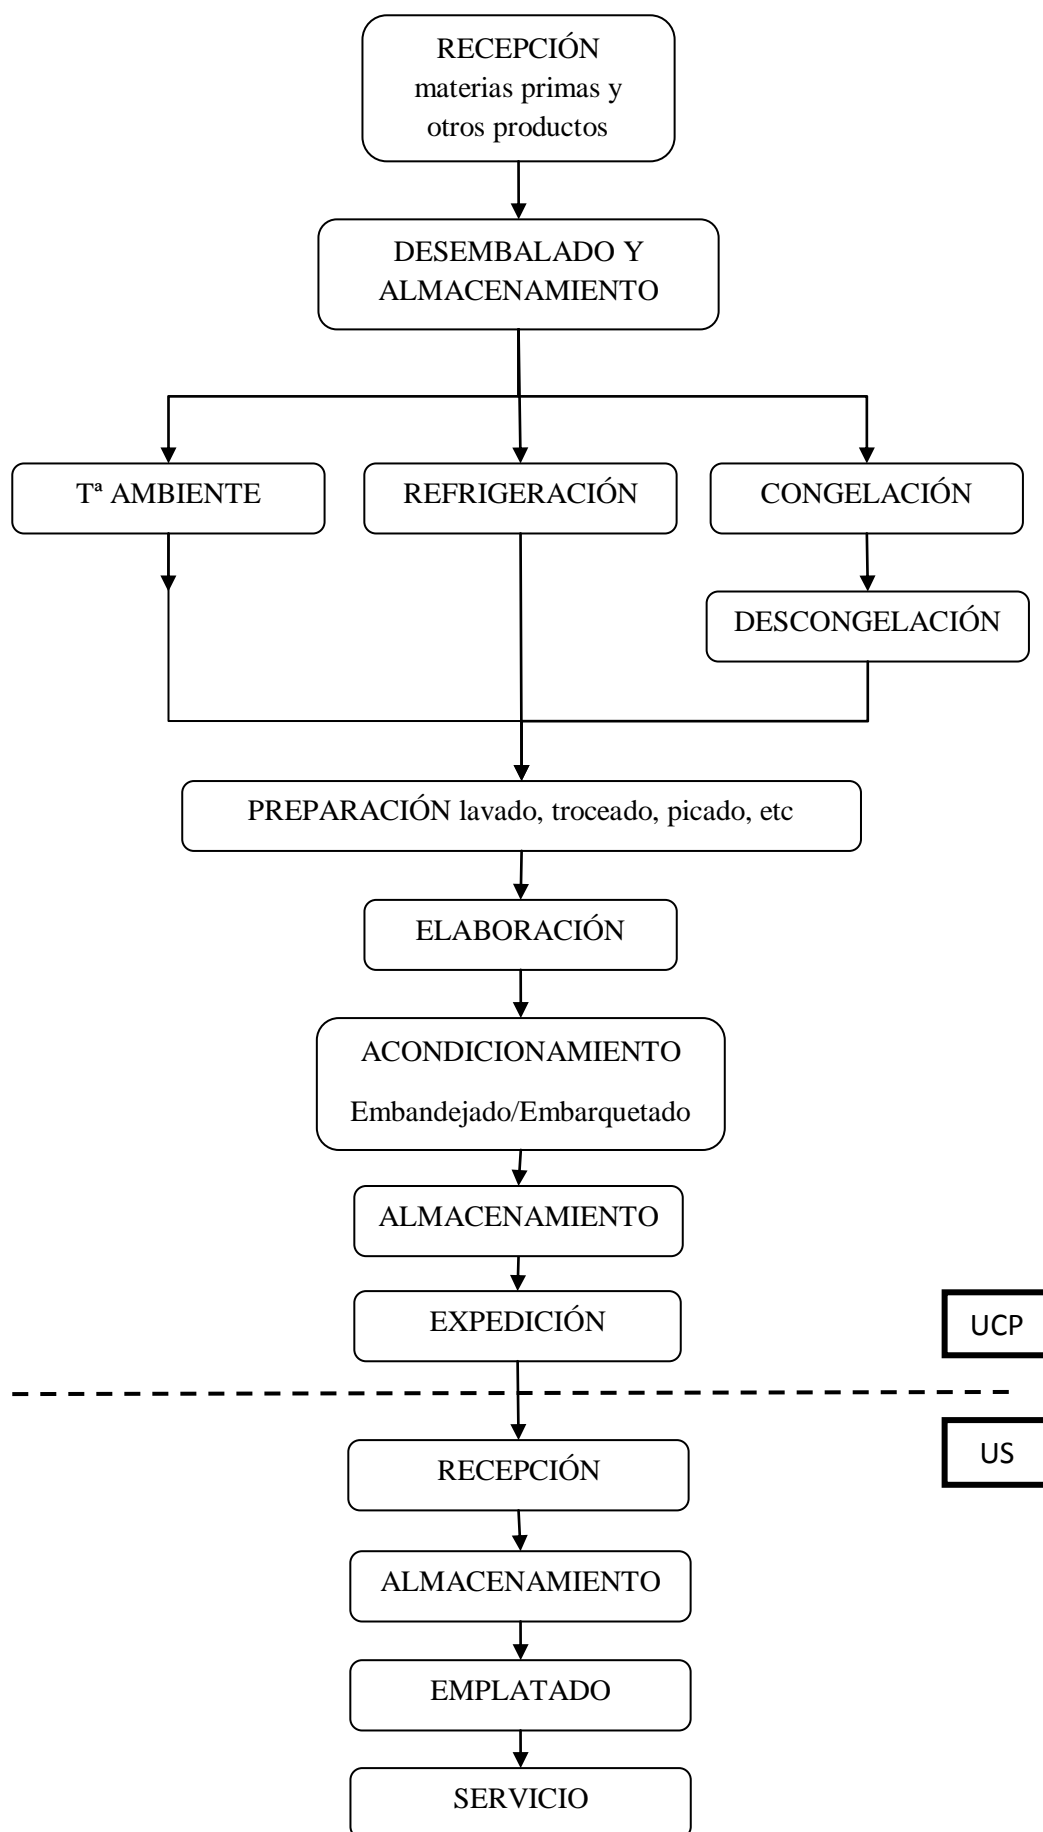 RECEPCIÓN
materias primas y
otros productos
DESEMBALADO Y
ALMACENAMIENTO
Tª AMBIENTE
REFRIGERACIÓN
CONGELACIÓN
DESCONGELACIÓN
PREPARACIÓN lavado, troceado, picado, etc
ELABORACIÓN
ACONDICIONAMIENTO
Embandejado/Embarquetado
ALMACENAMIENTO
EXPEDICIÓN
UCP
US
RECEPCIÓN
ALMACENAMIENTO
EMPLATADO
SERVICIO